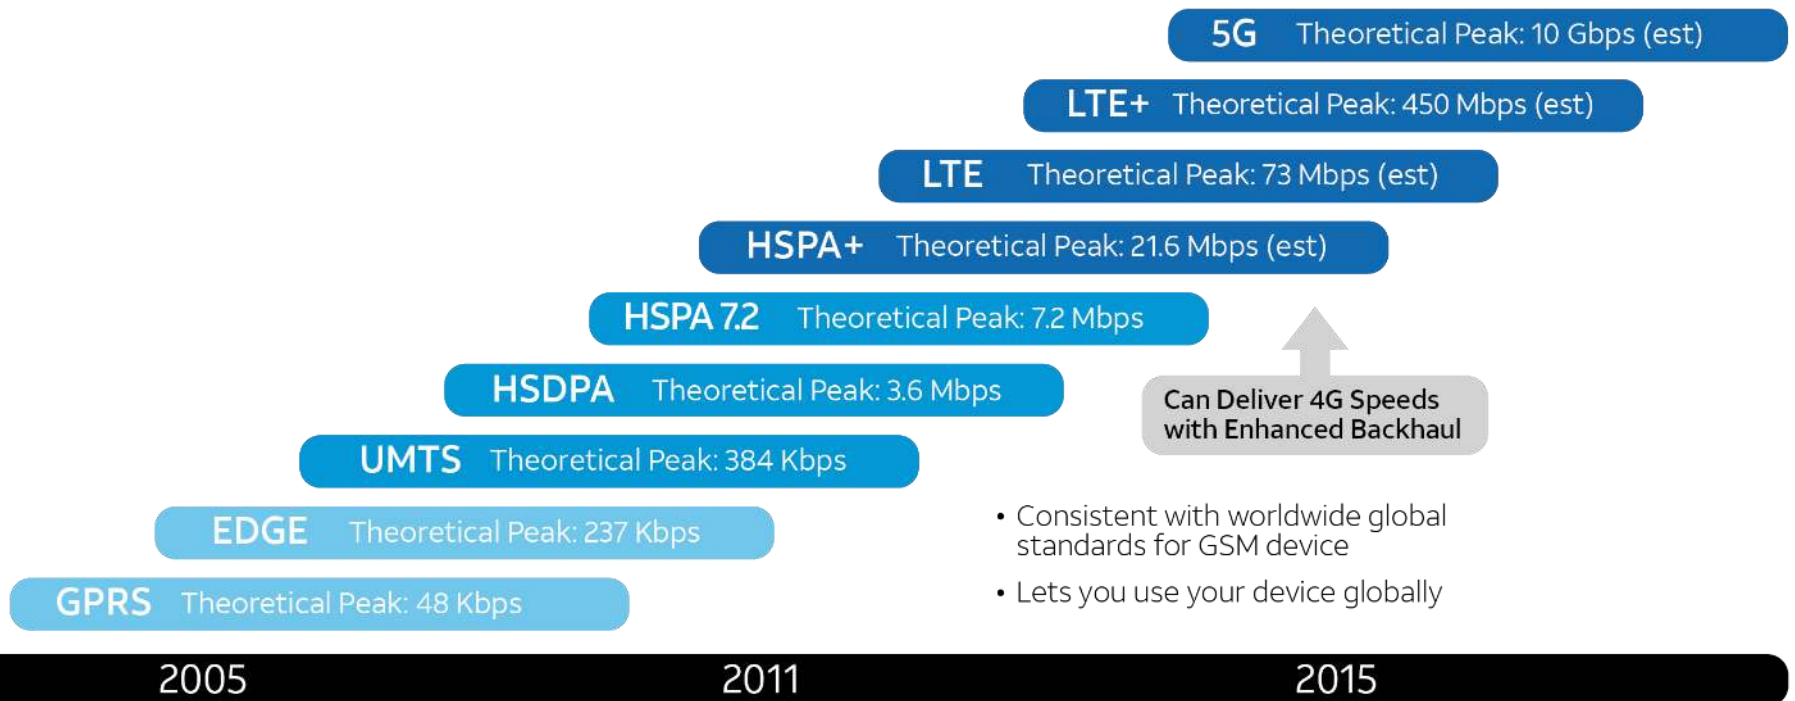 5G Theoretical Peak: 10 Gbps (est)
LTE+ Theoretical Peak: 450 Mbps (est)
LTE Theoretical Peak: 73 Mbps (est)
HSPA+ Theoretical Peak: 21.6 Mbps (est)
HSPA 7.2 Theoretical Peak: 7.2 Mbps
HSDPA Theoretical Peak: 3.6 Mbps
Can Deliver 4G Speeds
with Enhanced Backhaul
UMTS Theoretical Peak: 384 Kbps
EDGE Theoretical Peak: 237 Kbps
• Consistent with worldwide global
standards for GSM device
• Lets you use your device globally
GPRS Theoretical Peak: 48 Kbps
2005 2011 2015